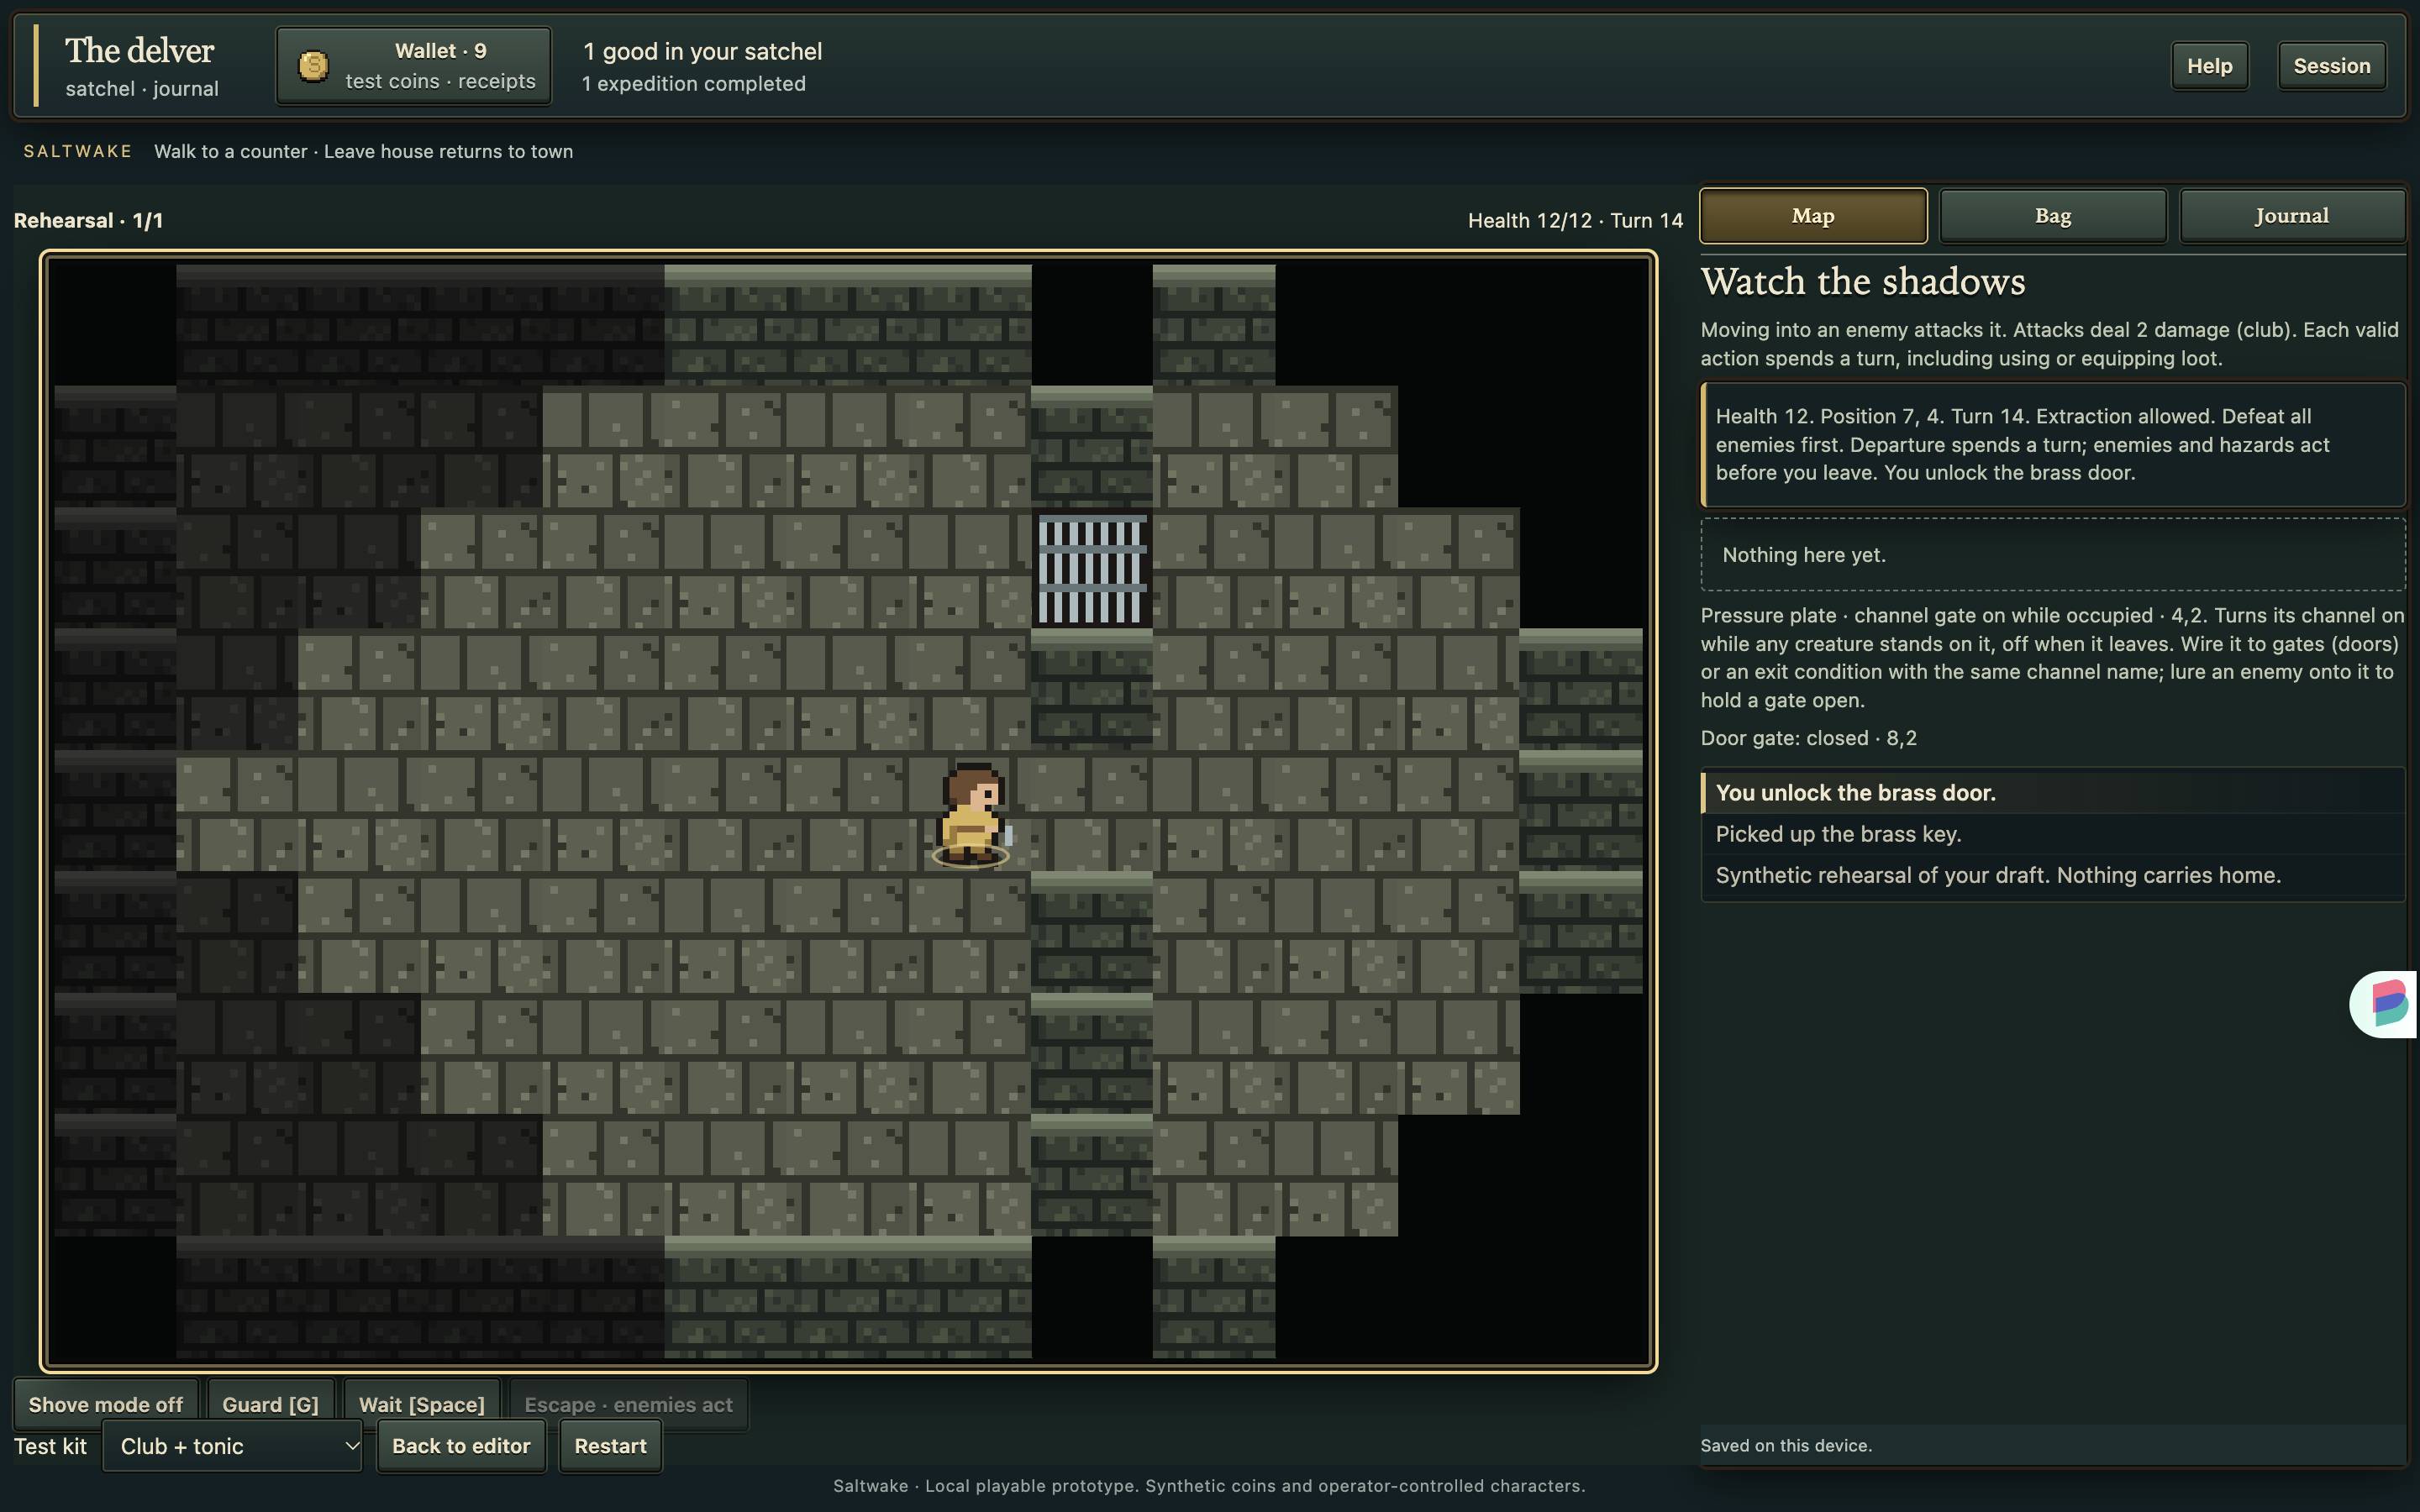 The delver
satchel · journal
Wallet · 9
test coins · receipts
1 good in your satchel
1 expedition completed
Help
Session
SALTWAKE
Walk to a counter · Leave house returns to town
Rehearsal · 1/1
Health 12/12 · Turn 14
Map
Bag
Journal
Watch the shadows
Moving into an enemy attacks it. Attacks deal 2 damage (club). Each valid
action spends a turn, including using or equipping loot.
Health 12. Position 7, 4. Turn 14. Extraction allowed. Defeat all
enemies first. Departure spends a turn; enemies and hazards act
before you leave. You unlock the brass door.
Nothing here yet.
Pressure plate · channel gate on while occupied · 4,2. Turns its channel on
while any creature stands on it, off when it leaves. Wire it to gates (doors)
or an exit condition with the same channel name; lure an enemy onto it to
hold a gate open.
Door gate: closed · 8,2
You unlock the brass door.
Picked up the brass key.
Synthetic rehearsal of your draft. Nothing carries home.
Shove mode off
Guard [G]
Wait [Space]
Escape · enemies act
Test kit
Club + tonic
Back to editor
Restart
Saved on this device.
Saltwake · Local playable prototype. Synthetic coins and operator-controlled characters.